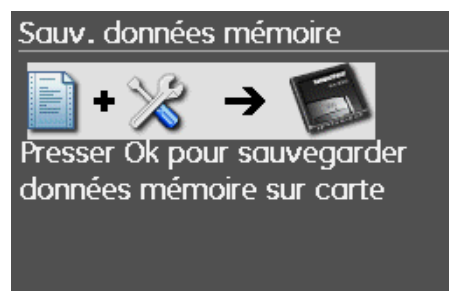 Sauv. données mémoire
Presser Ok pour sauvegarder
données mémoire sur carte